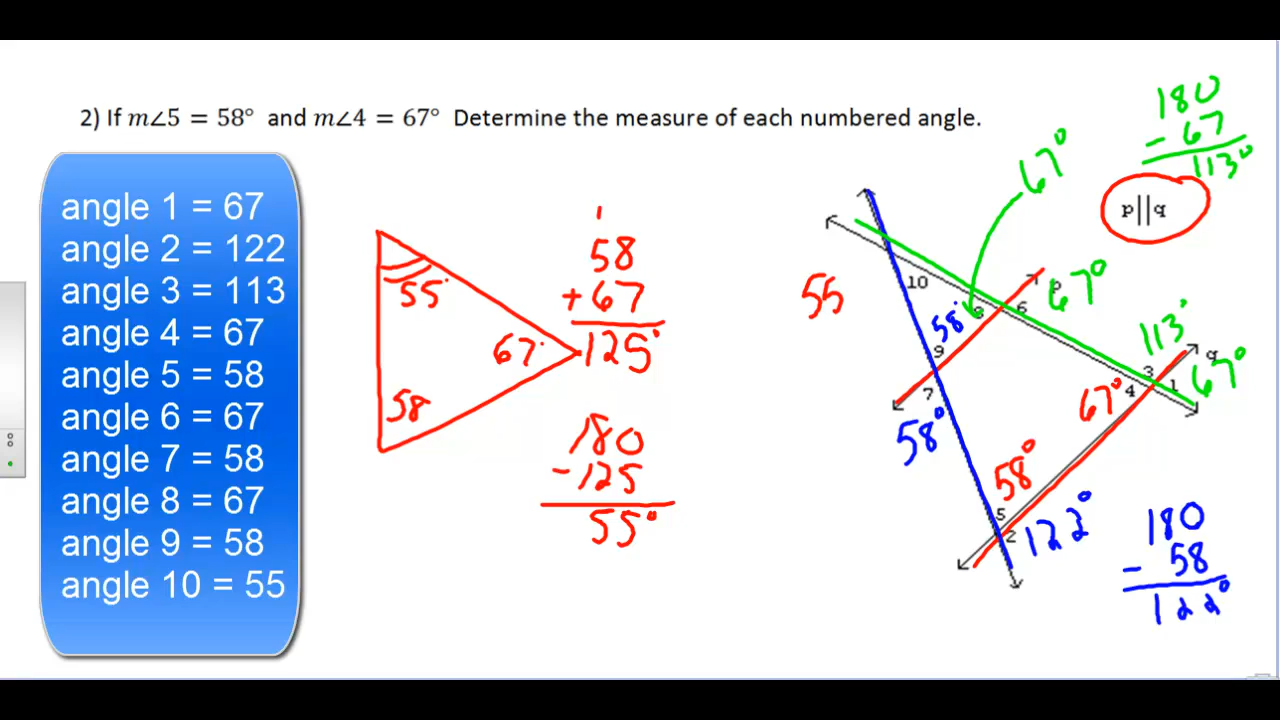 2) If m∠5 = 58° and m∠4 = 67° Determine the measure of each numbered angle.
angle 1 = 67
angle 2 = 122
angle 3 = 113
angle 4 = 67
angle 5 = 58
angle 6 = 67
angle 7 = 58
angle 8 = 67
angle 9 = 58
angle 10 = 55
55°
67°
58
1
58
+ 67
125°
180
- 125
55°
180
- 67
113°
p||q
67°
55
10
8
6
p
67°
58°
9
7
58°
113°
3
q
4
1
67°
67°
58°
5
2
122°
180
- 58
122°